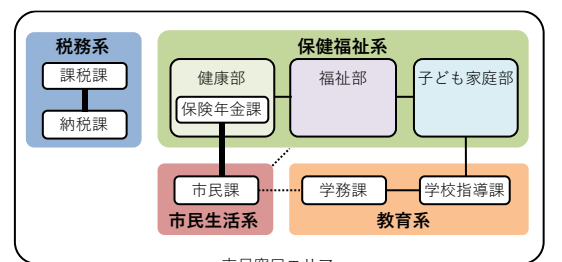 税務系
課税課
納税課
保健福祉系
健康部
保険年金課
福祉部
子ども家庭部
市民課
市民生活系
学務課
学校指導課
教育系